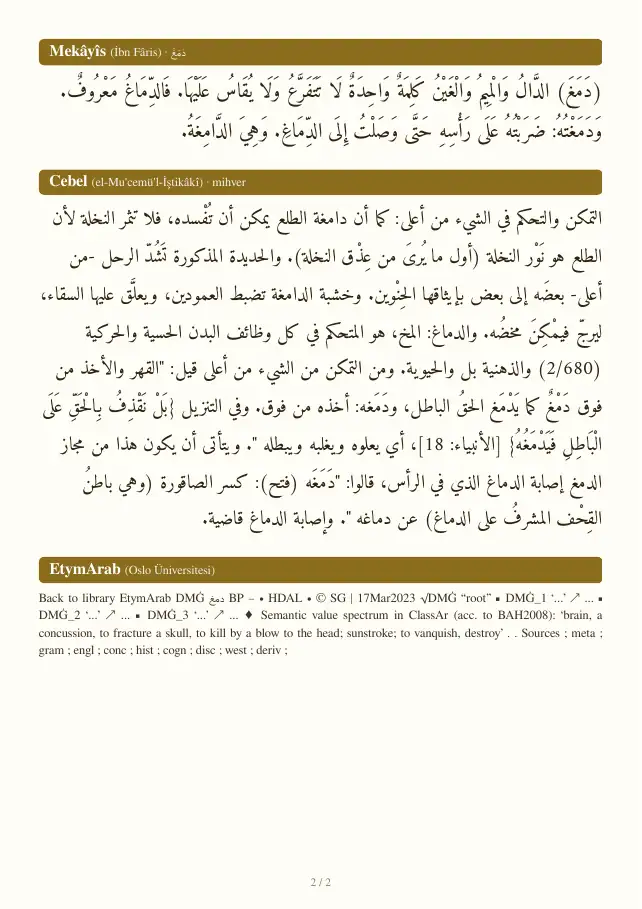 Mekâyîs (İbn Fâris) · دمغ
(دَمَغَ) الدَّالُ وَالْمِيمُ وَالْغَيْنُ كَلِمَةٌ وَاحِدَةٌ لَا تَتَفَرَّعُ وَلَا يُقَاسُ عَلَيْهَا. فَالدِّمَاغُ مَعْرُوفٌ.
وَدَمَغْتُهُ: ضَرَبْتُهُ عَلَى رَأْسِهِ حَتَّى وَصَلْتُ إِلَى الدِّمَاغِ. وَهِيَ الدَّامِغَةُ.
Cebel (el-Mu'cemü'l-İştikâkî) · mihver
التمكن والتحكم في الشيء من أعلى: كما أن دامغة الطلع يمكن أن تُفْسده، فلا تثمر النخلة لأن
الطلع هو نَوْر النخلة (أول ما يُرىَ من عِذْق النخلة). والحديدة المذكورة تَشُدّ الرحل -من
أعلى- بعضَه إلى بعض بإيثاقها الحِنْوين. وخشبة الدامغة تضبط العمودين، ويعلَّق عليها السقاء،
ليرجّ فيمْكِنَ مخضُه. والدماغ: المخ، هو المتحكم في كل وظائف البدن الحسية والحركية
(2/680) والذهنية بل والحيوية. ومن التمكن من الشيء من أعلى قيل: "القهر والأخذ من
فوق دَمْغٌ كما يَدْمَغ الحقُ الباطل، ودَمَغه: أخذه من فوق. وفي التنزيل {بَلْ نَقْذِفُ بِالْحَقِّ عَلَى
الْبَاطِلِ فَيَدْمَغُهُ} [الأنبياء: 18]، أي يعلوه ويغلبه ويبطله ". ويتأتى أن يكون هذا من مجاز
الدمغ إصابة الدماغ الذي في الرأس، قالوا: "دَمَغَه (فتح): كسر الصاقورة (وهي باطنُ
القِحْف المشرفُ على الدماغ) عن دماغه ". وإصابة الدماغ قاضية.
EtymArab (Oslo Üniversitesi)
Back to library EtymArab DMĠ دمغ BP – • HDAL • © SG | 17Mar2023 √DMĠ “root” ▪ DMĠ_1 ‘...’ ↗ ... ▪
DMĠ_2 ‘...’ ↗ ... ▪ DMĠ_3 ‘...’ ↗ ... ♦ Semantic value spectrum in ClassAr (acc. to BAH2008): ‘brain, a
concussion, to fracture a skull, to kill by a blow to the head; sunstroke; to vanquish, destroy’ . . Sources ; meta ;
gram ; engl ; conc ; hist ; cogn ; disc ; west ; deriv ;
2 / 2